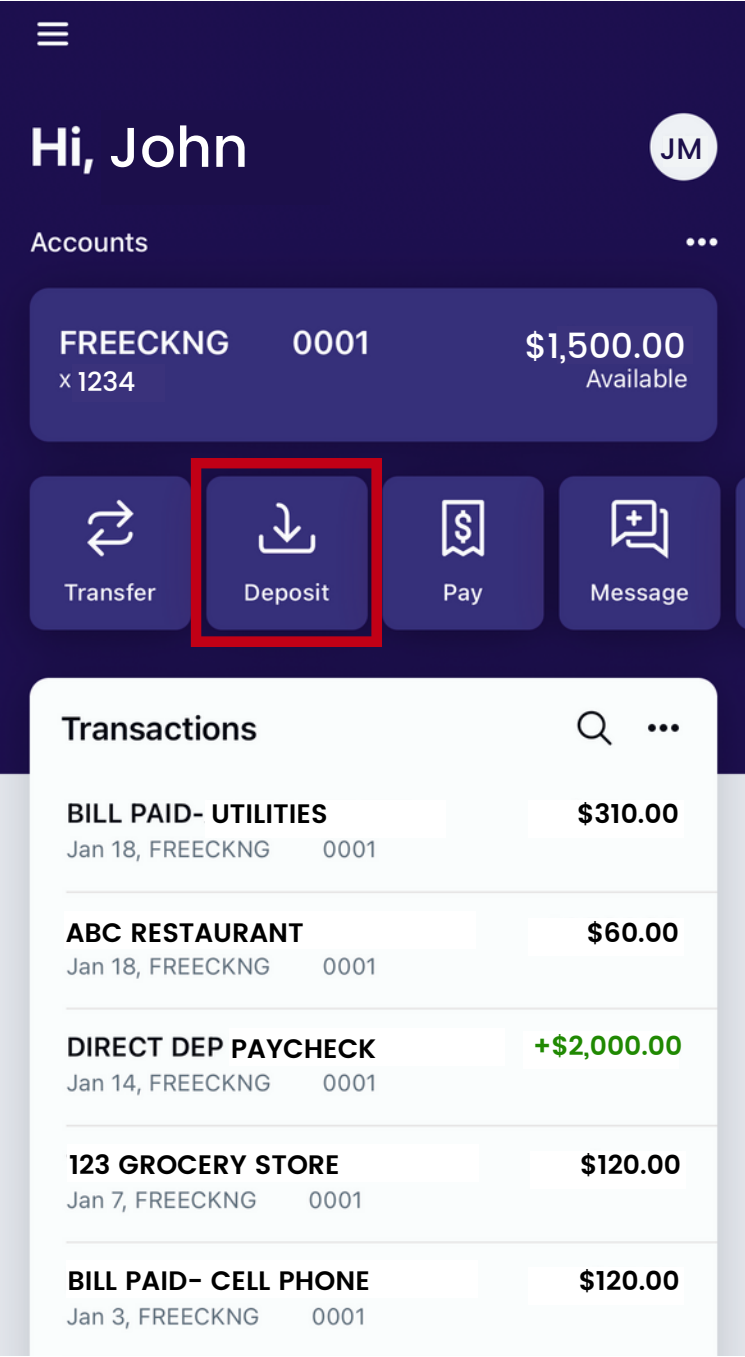 Hi, John
JM
Accounts
FREECKNG 0001 $1,500.00
x 1234 Available
Transfer Deposit Pay Message
Transactions
BILL PAID- UTILITIES $310.00
Jan 18, FREECKNG 0001
ABC RESTAURANT $60.00
Jan 18, FREECKNG 0001
DIRECT DEP PAYCHECK +$2,000.00
Jan 14, FREECKNG 0001
123 GROCERY STORE $120.00
Jan 7, FREECKNG 0001
BILL PAID- CELL PHONE $120.00
Jan 3, FREECKNG 0001